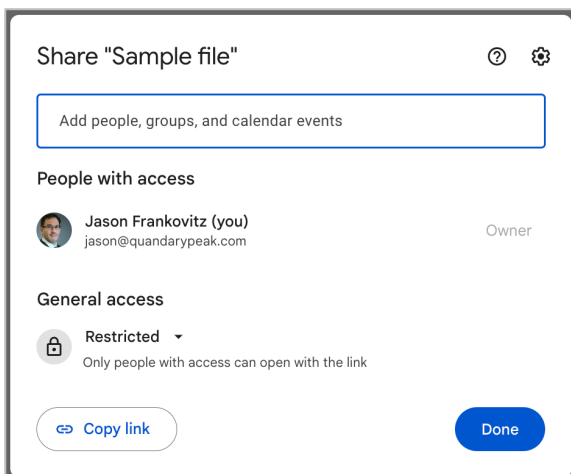 Share "Sample file"
Add people, groups, and calendar events
People with access
Jason Frankovitz (you)
jason@quandarypeak.com
Owner
General access
Restricted
Only people with access can open with the link
Copy link
Done